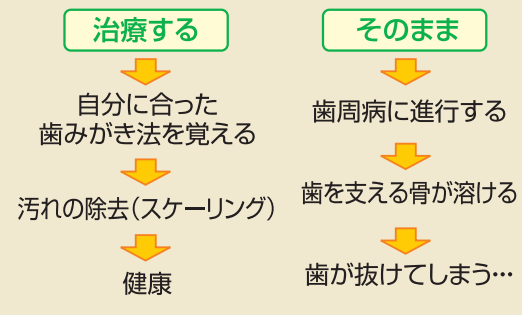 治療する
自分に合った
歯みがき法を覚える
汚れの除去(スケーリング)
健康
そのまま
歯周病に進行する
歯を支える骨が溶ける
歯が抜けてしまう…